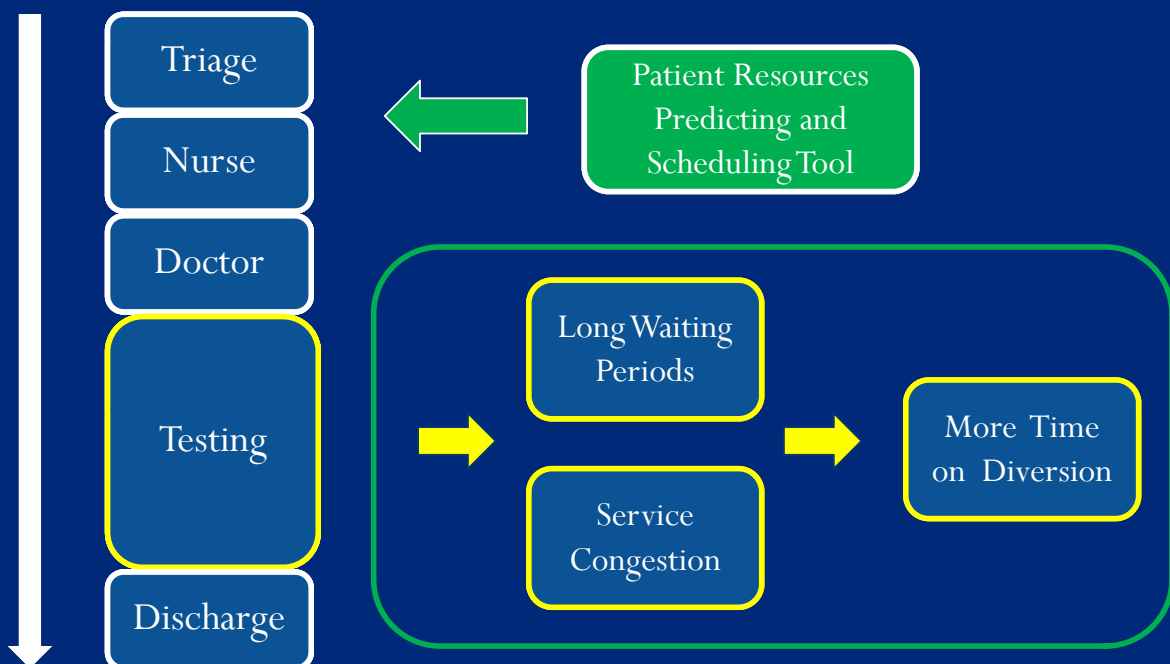 Triage
Nurse
Doctor
Testing
Discharge
Patient Resources
Predicting and
Scheduling Tool
Long Waiting
Periods
Service
Congestion
More Time
on Diversion